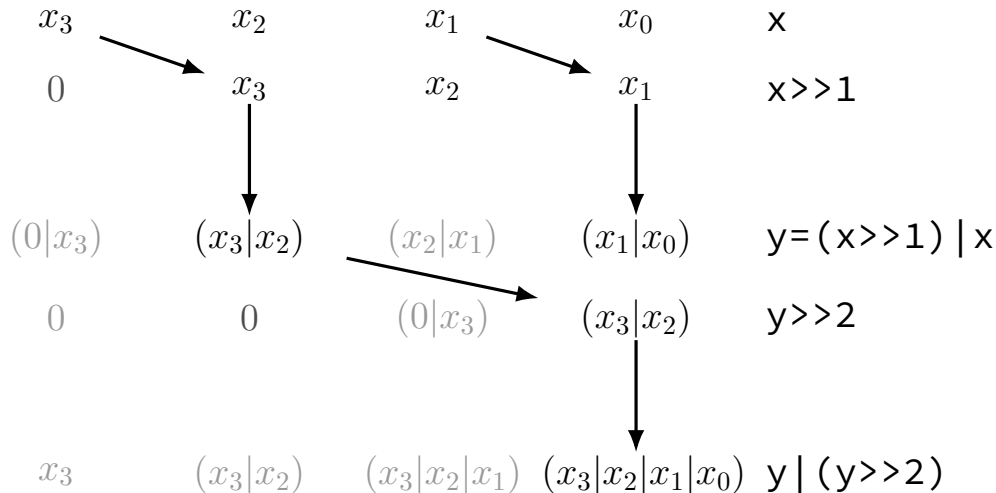 x₃ x₂ x₁ x₀ x
0 x₃ x₂ x₁ x>>1
(0|x₃) (x₃|x₂) (x₂|x₁) (x₁|x₀) y=(x>>1)|x
0 0 (0|x₃) (x₃|x₂) y>>2
x₃ (x₃|x₂) (x₃|x₂|x₁) (x₃|x₂|x₁|x₀) y|(y>>2)